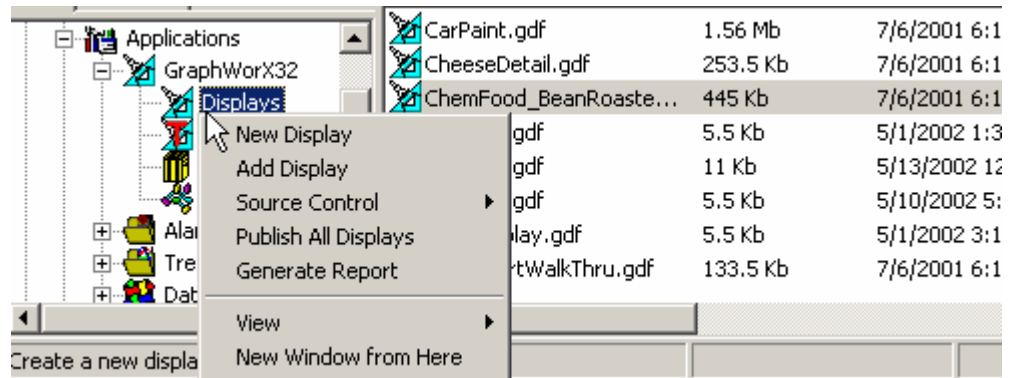 Applications
GraphWorX32
Displays
CarPaint.gdf 1.56 Mb 7/6/2001 6:1
CheeseDetail.gdf 253.5 Kb 7/6/2001 6:1
ChemFood_BeanRoaste... 445 Kb 7/6/2001 6:1
.gdf 5.5 Kb 5/1/2002 1:3
gdf 11 Kb 5/13/2002 12
gdf 5.5 Kb 5/10/2002 5:
lay.gdf 5.5 Kb 5/1/2002 3:1
rtWalkThru.gdf 133.5 Kb 7/6/2001 6:1
Alar
Tre
Dat
New Display
Add Display
Source Control
Publish All Displays
Generate Report
View
New Window from Here
Create a new displa